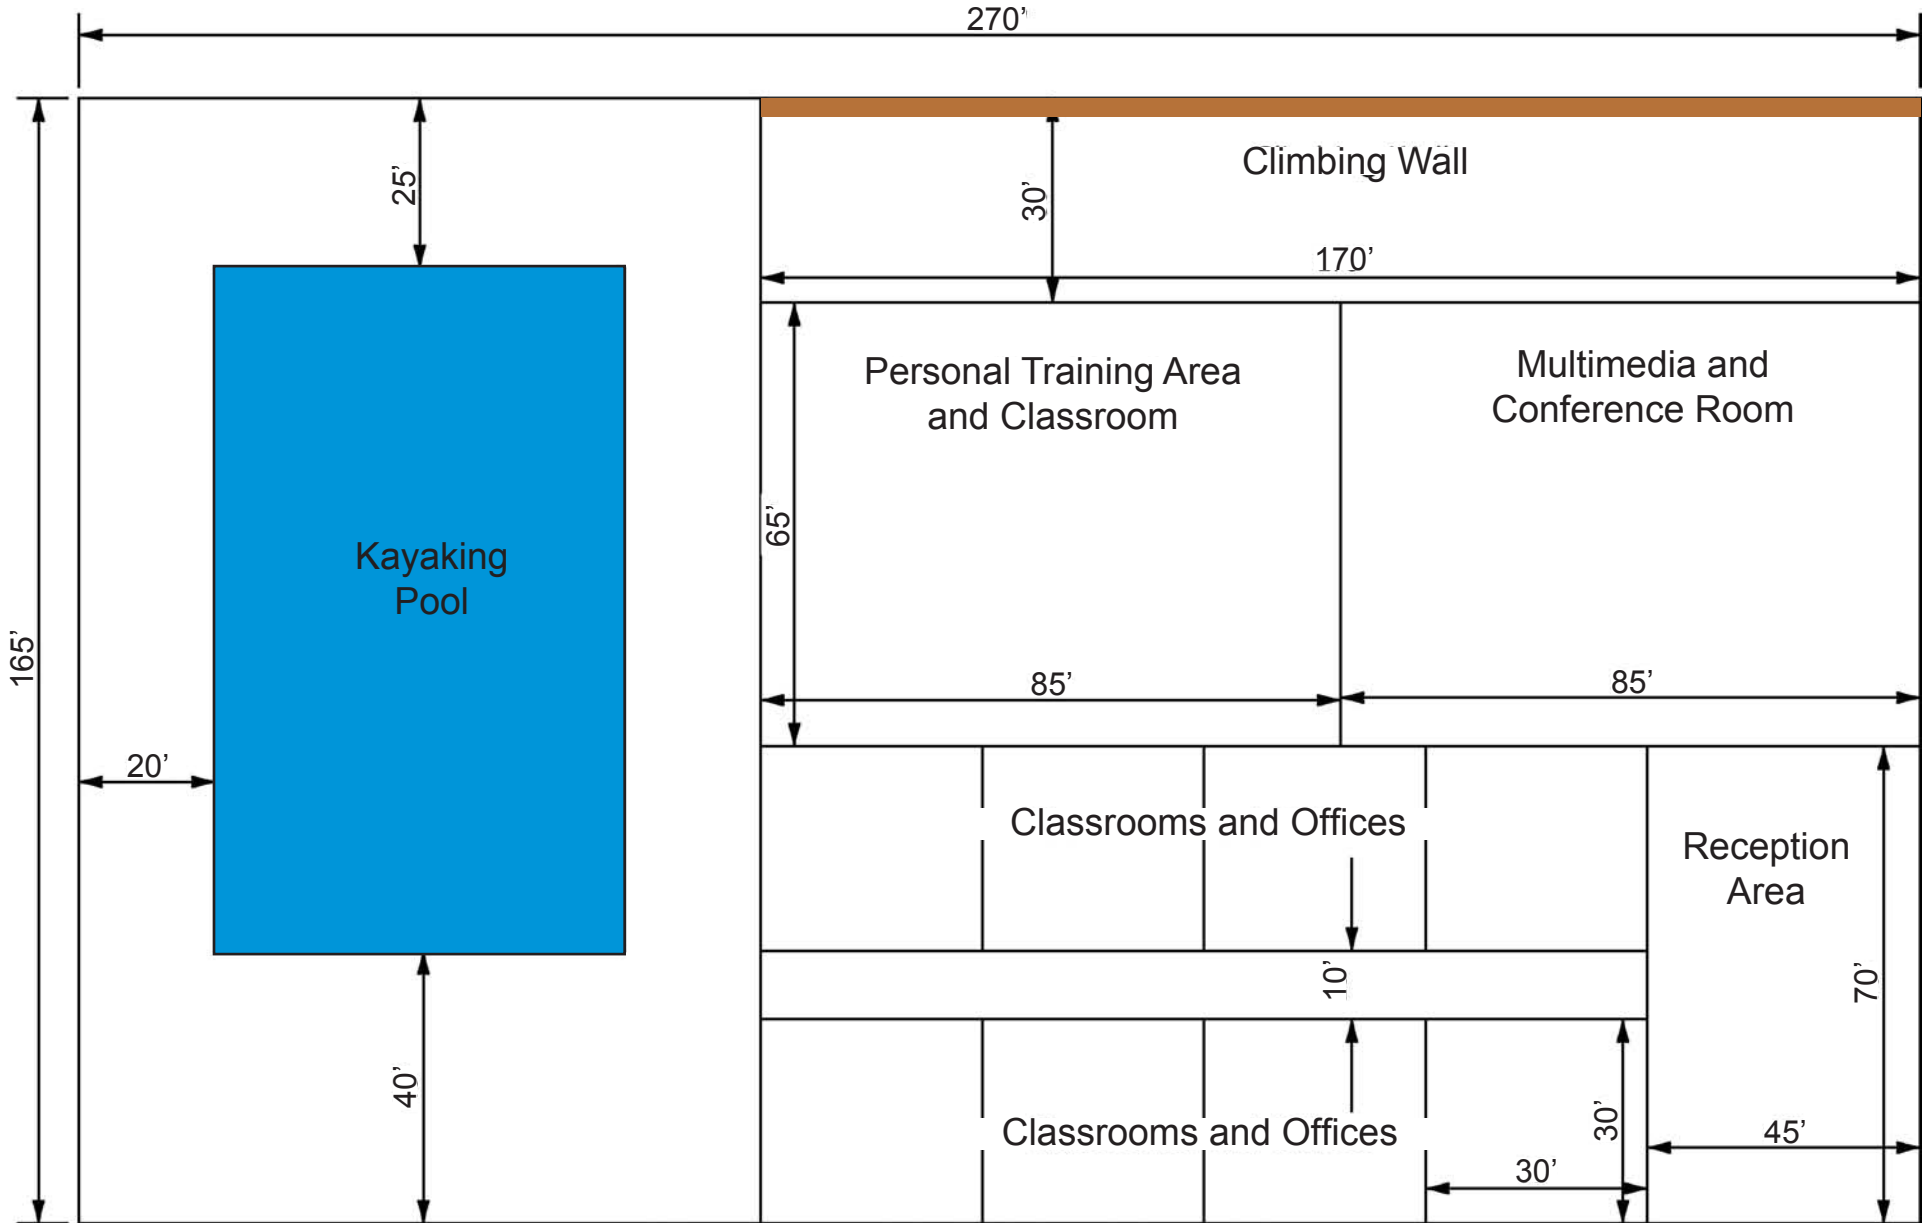 270’
25’
Climbing Wall
30’
170’
Personal Training Area
and Classroom
Multimedia and
Conference Room
65’
Kayaking
Pool
165’
85’
85’
20’
Classrooms and Offices
Reception
Area
10’
70’
40’
Classrooms and Offices
30’
45’
30’